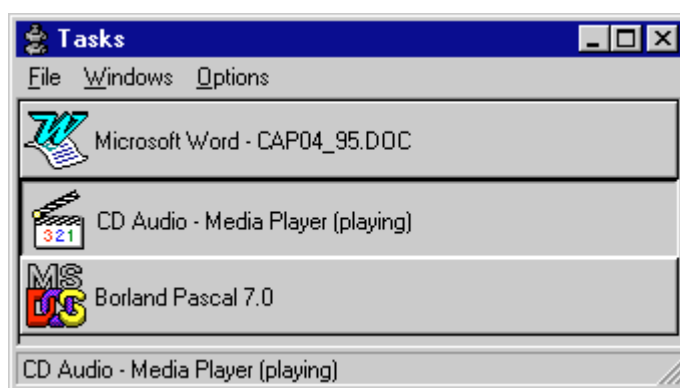 Tasks
File Windows Options
Microsoft Word - CAP04_95.DOC
321
CD Audio - Media Player (playing)
MS
DOS
Borland Pascal 7.0
CD Audio - Media Player (playing)